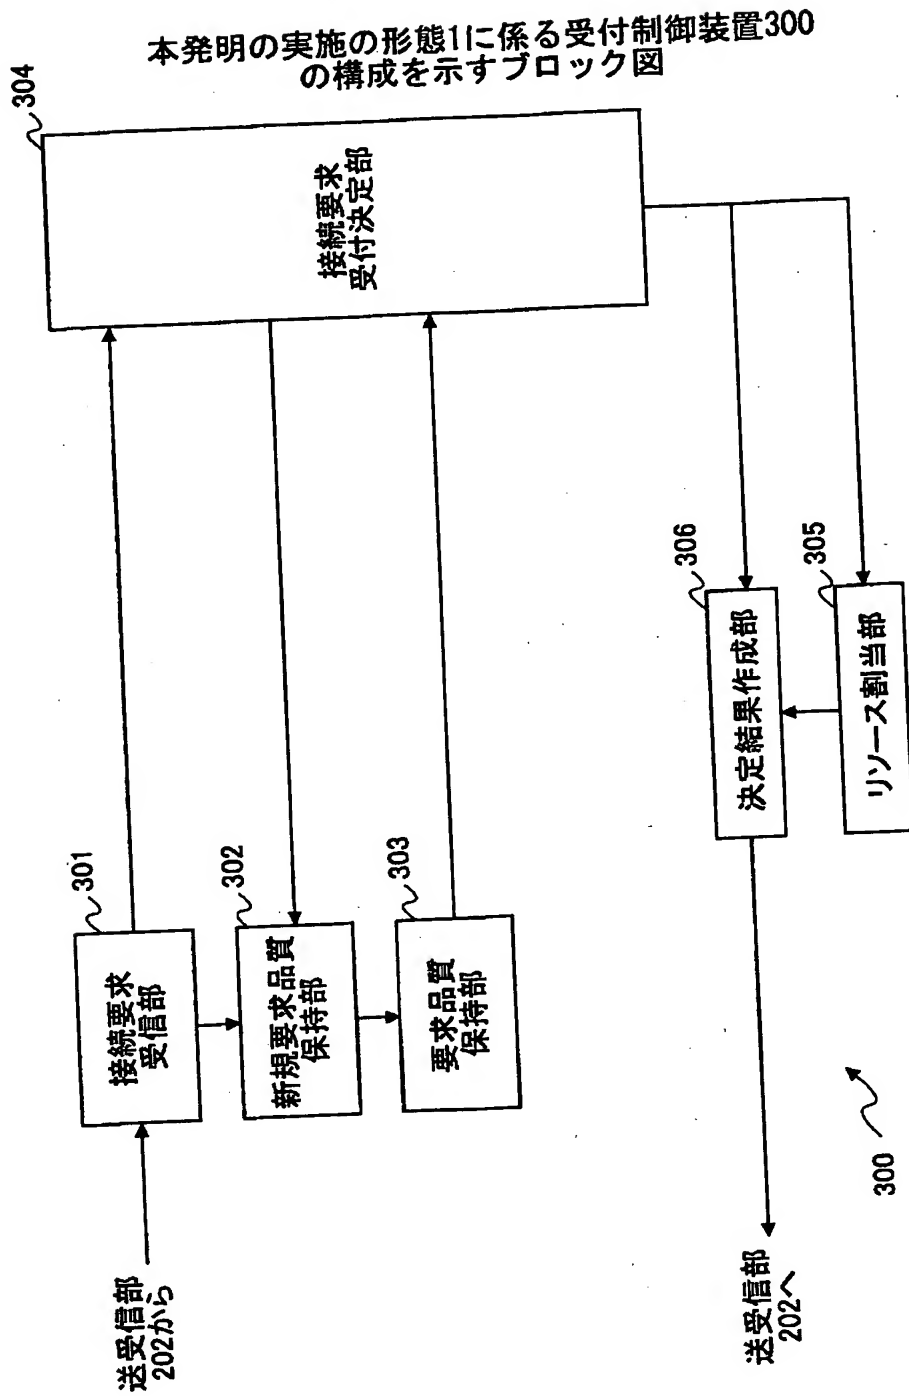 本発明の実施の形態1に係る受付制御装置300
の構成を示すブロック図
304
接続要求
受付決定部
301
接続要求
受信部
302
新規要求品質
保持部
303
要求品質
保持部
306
決定結果作成部
305
リソース割当部
送受信部
202から
送受信部
202へ
300